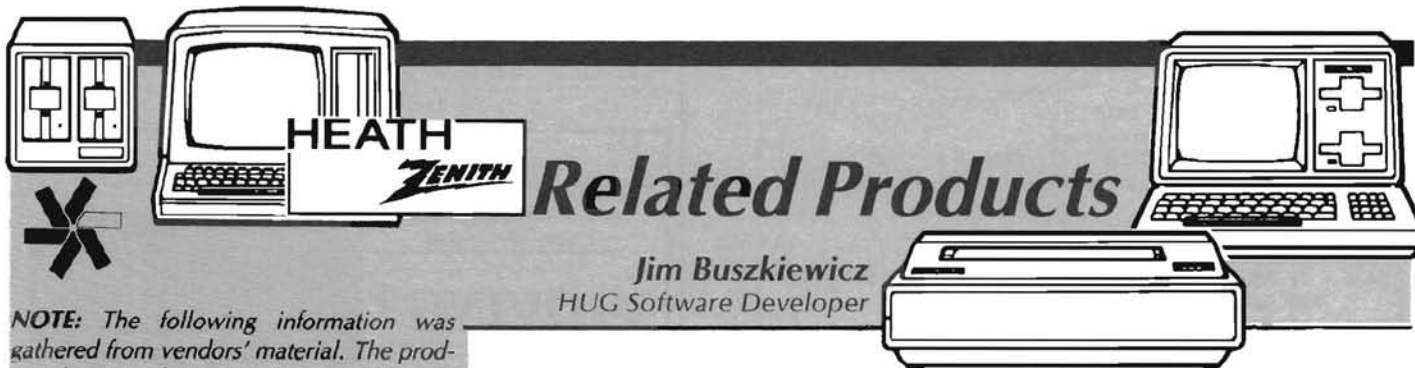 HEATH
ZENITH
Related Products
Jim Buszkiewicz
HUG Software Developer
NOTE: The following information was
gathered from vendors' material. The prod-